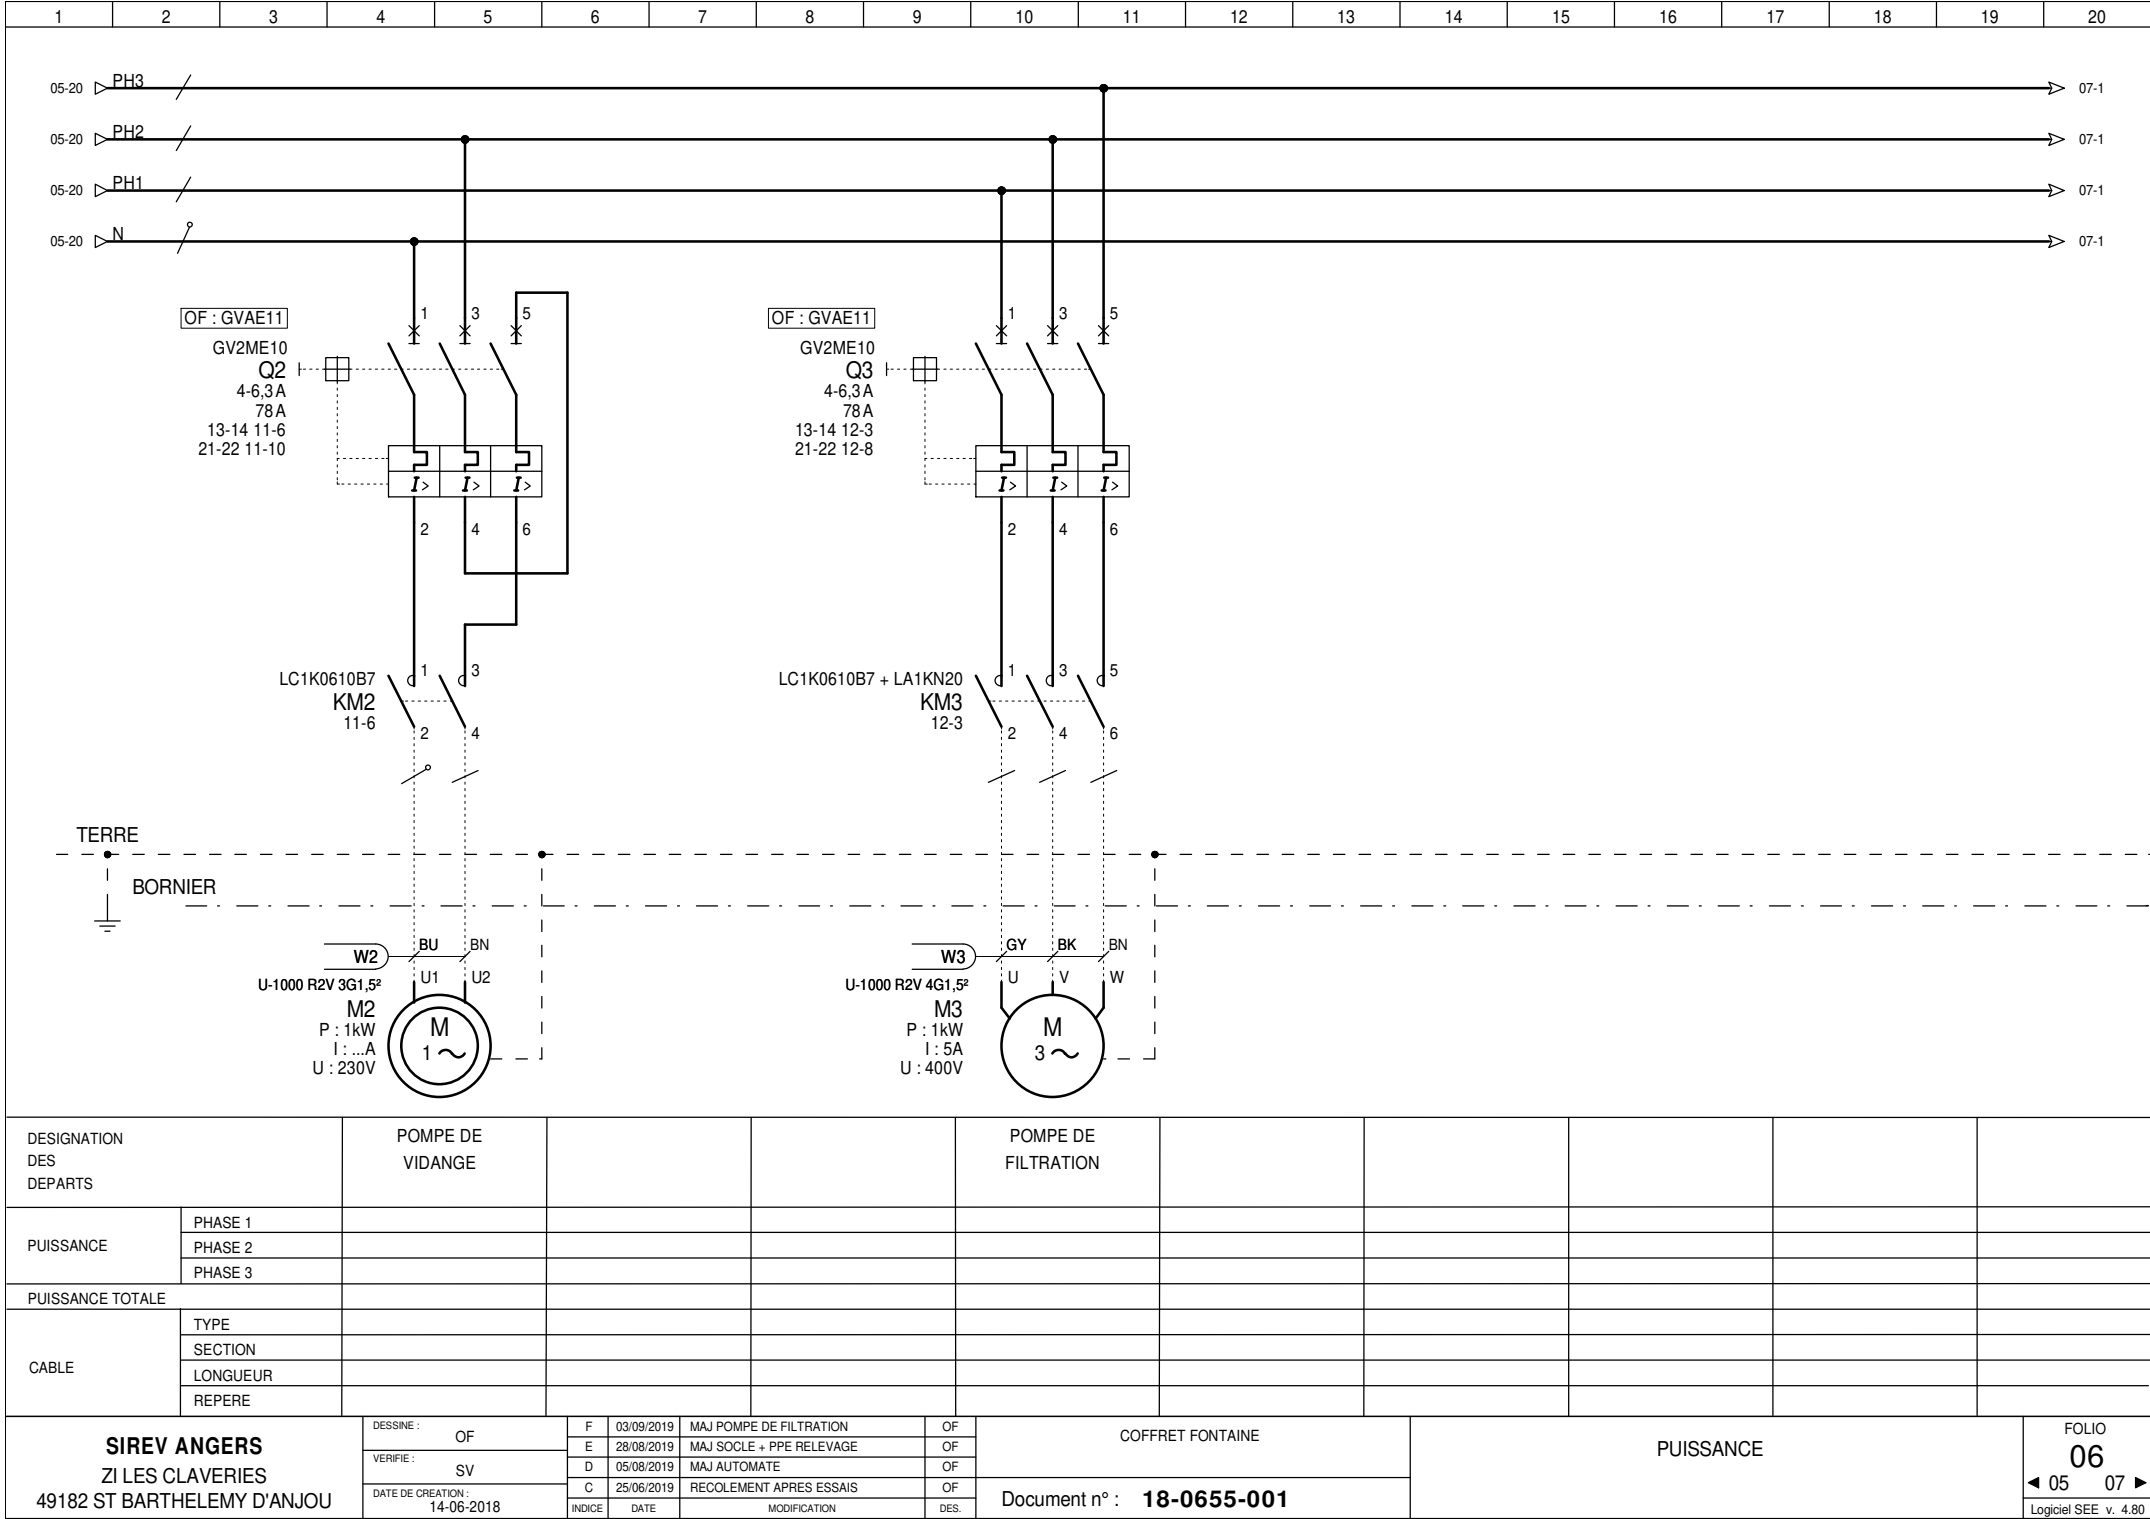 1 2 3 4 5 6 7 8 9 10 11 12 13 14 15 16 17 18 19 20
05-20 PH3 07-1
05-20 PH2 07-1
05-20 PH1 07-1
05-20 N 07-1
OF : GVAE11
GV2ME10
Q2
4-6,3 A
78 A
13-14 11-6
21-22 11-10
1 3 5
I> I> I>
2 4 6
OF : GVAE11
GV2ME10
Q3
4-6,3 A
78 A
13-14 12-3
21-22 12-8
1 3 5
I> I> I>
2 4 6
LC1K0610B7
KM2
11-6
1 3
2 4
LC1K0610B7 + LA1KN20
KM3
12-3
1 3 5
2 4 6
TERRE
BORNIER
W2 BU BN
U-1000 R2V 3G1,5²
U1 U2
M2
P : 1kW
I : ...A
U : 230V
M
1 ~
W3 GY BK BN
U-1000 R2V 4G1,5²
U V W
M3
P : 1kW
I : 5A
U : 400V
M
3 ~
DESIGNATION
DES
DEPARTS
POMPE DE
VIDANGE
POMPE DE
FILTRATION
PUISSANCE
PHASE 1
PHASE 2
PHASE 3
PUISSANCE TOTALE
CABLE
TYPE
SECTION
LONGUEUR
REPERE
SIREV ANGERS
ZI LES CLAVERIES
49182 ST BARTHELEMY D'ANJOU
DESSINE :
OF
VERIFIE :
SV
DATE DE CREATION :
14-06-2018
F 03/09/2019 MAJ POMPE DE FILTRATION OF
E 28/08/2019 MAJ SOCLE + PPE RELEVAGE OF
D 05/08/2019 MAJ AUTOMATE OF
C 25/06/2019 RECOLEMENT APRES ESSAIS OF
INDICE DATE MODIFICATION DES.
COFFRET FONTAINE
Document n° : 18-0655-001
PUISSANCE
FOLIO
06
◄ 05 07 ►
Logiciel SEE v. 4.80